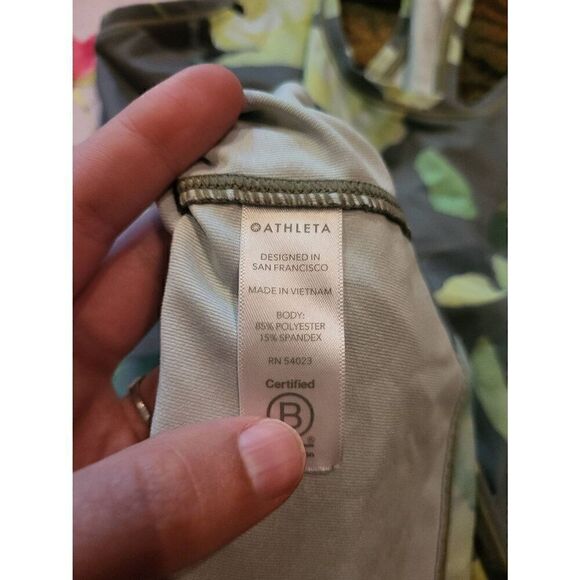 ATHLETA
DESIGNED IN
SAN FRANCISCO
MADE IN VIETNAM
BODY:
85% POLYESTER
15% SPANDEX
RN 54023
Certified
B
®